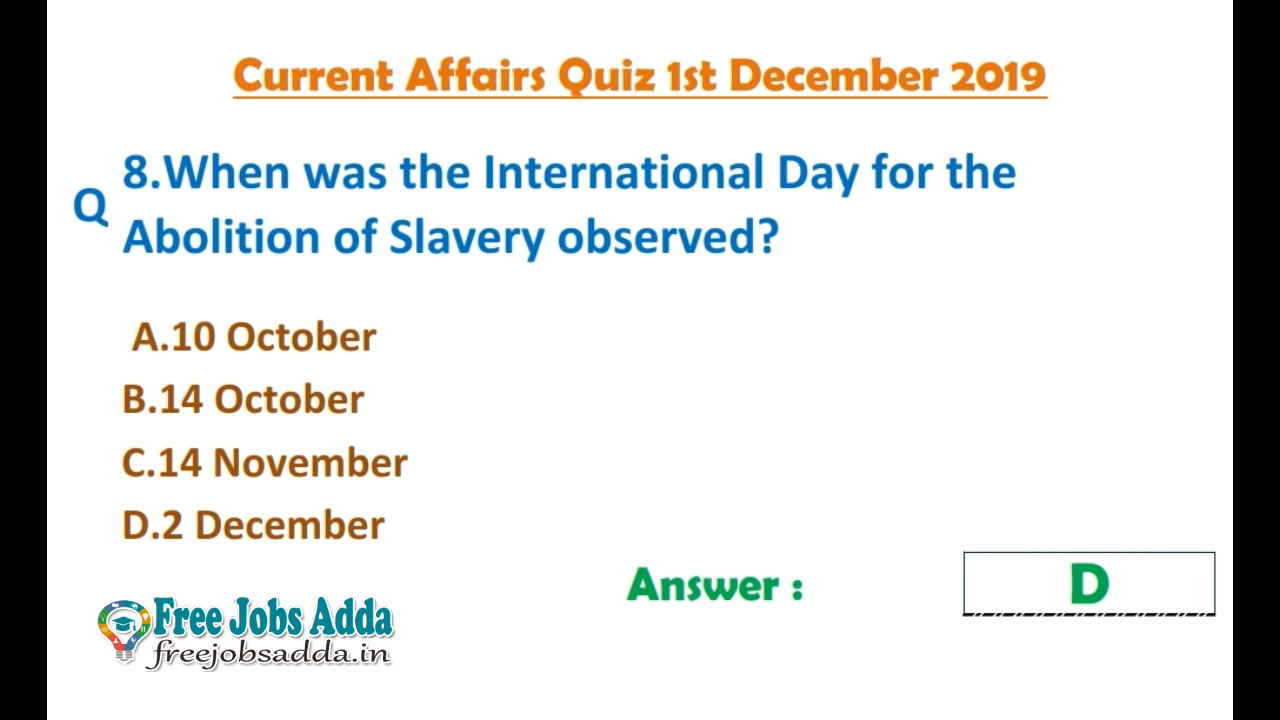 Current Affairs Quiz 1st December 2019
Q
8.When was the International Day for the
Abolition of Slavery observed?
A.10 October
B.14 October
C.14 November
D.2 December
Answer :
D
Free Jobs Adda
freejobsadda.in